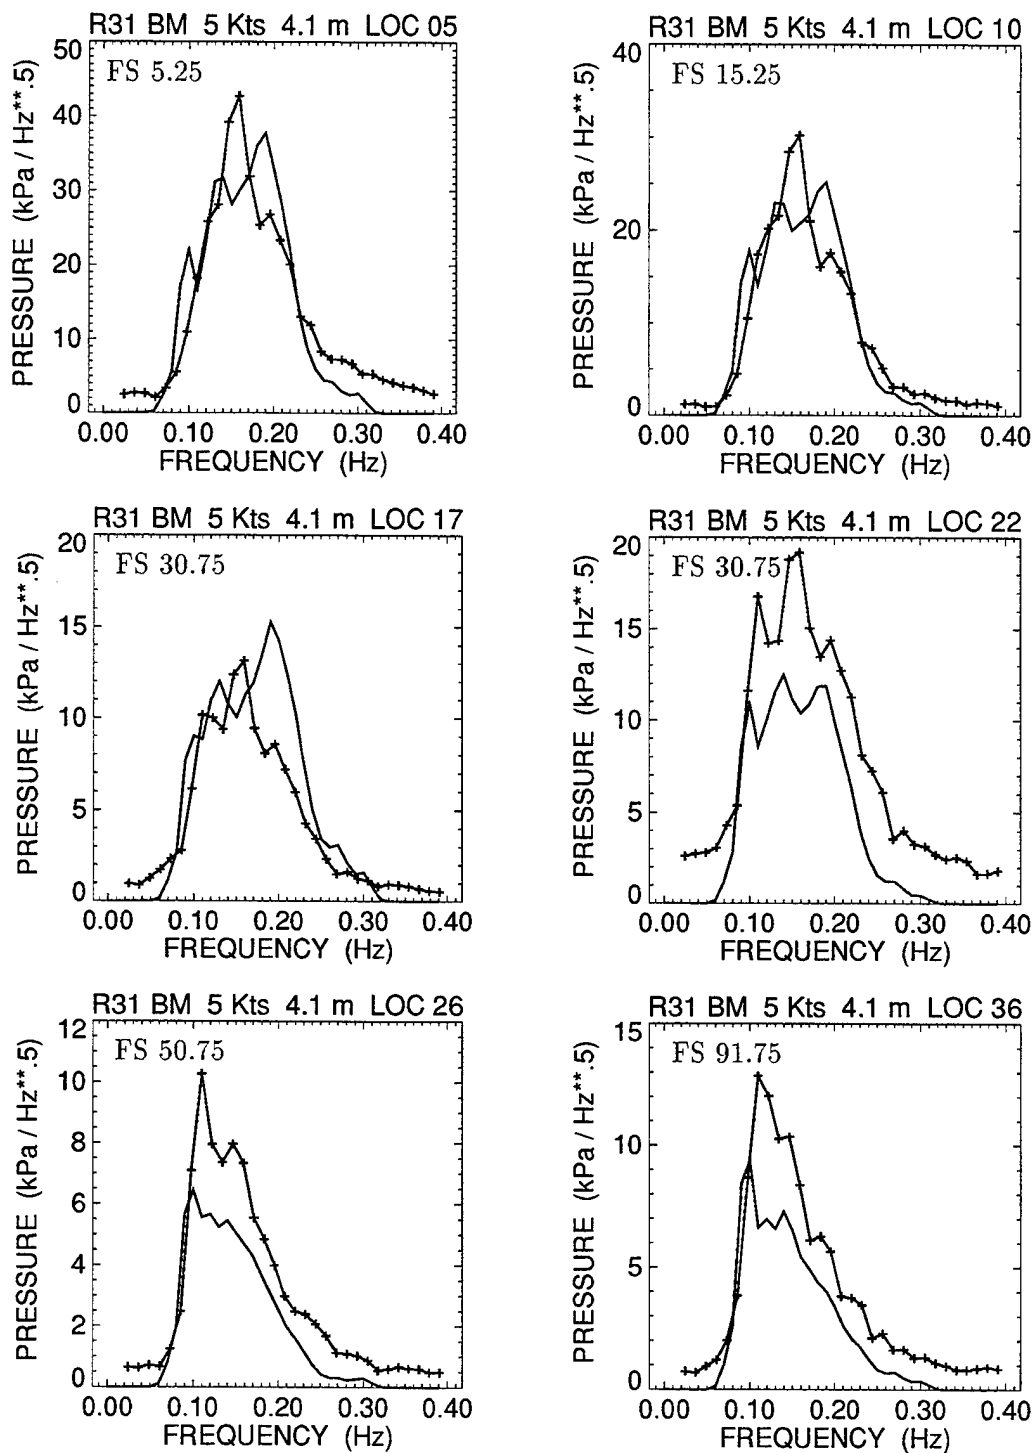 R31 BM 5 Kts 4.1 m LOC 05
FS 5.25
PRESSURE (kPa / Hz**.5)
50
40
30
20
10
0
0.00 0.10 0.20 0.30 0.40
FREQUENCY (Hz)
R31 BM 5 Kts 4.1 m LOC 10
FS 15.25
PRESSURE (kPa / Hz**.5)
40
30
20
10
0
0.00 0.10 0.20 0.30 0.40
FREQUENCY (Hz)
R31 BM 5 Kts 4.1 m LOC 17
FS 30.75
PRESSURE (kPa / Hz**.5)
20
15
10
5
0
0.00 0.10 0.20 0.30 0.40
FREQUENCY (Hz)
R31 BM 5 Kts 4.1 m LOC 22
FS 30.75
PRESSURE (kPa / Hz**.5)
20
15
10
5
0
0.00 0.10 0.20 0.30 0.40
FREQUENCY (Hz)
R31 BM 5 Kts 4.1 m LOC 26
FS 50.75
PRESSURE (kPa / Hz**.5)
12
10
8
6
4
2
0
0.00 0.10 0.20 0.30 0.40
FREQUENCY (Hz)
R31 BM 5 Kts 4.1 m LOC 36
FS 91.75
PRESSURE (kPa / Hz**.5)
15
10
5
0
0.00 0.10 0.20 0.30 0.40
FREQUENCY (Hz)